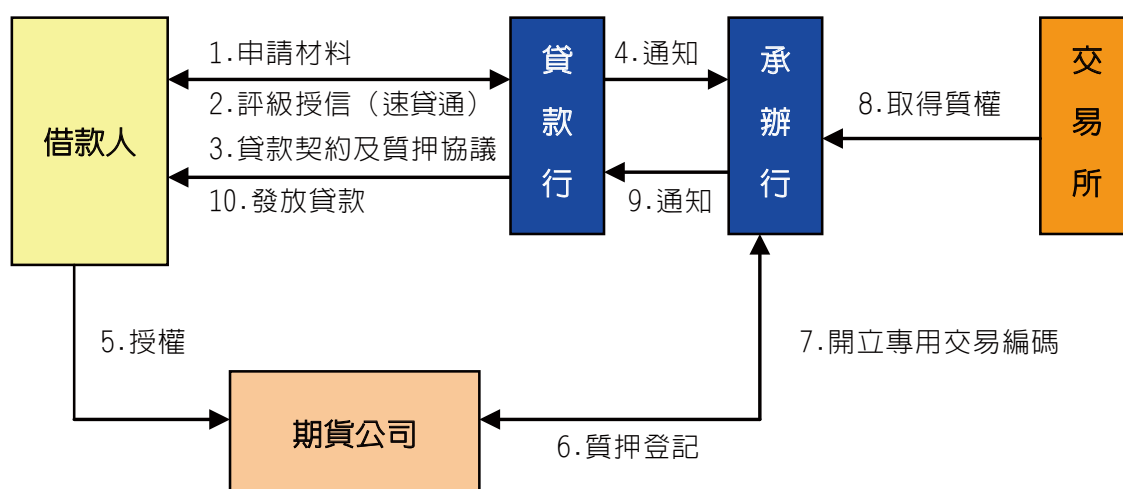 借款人
1.申請材料
2.評級授信（速貸通）
3.貸款契約及質押協議
10.發放貸款
貸款行
4.通知
9.通知
承辦行
8.取得質權
交易所
5.授權
7.開立專用交易編碼
期貨公司
6.質押登記